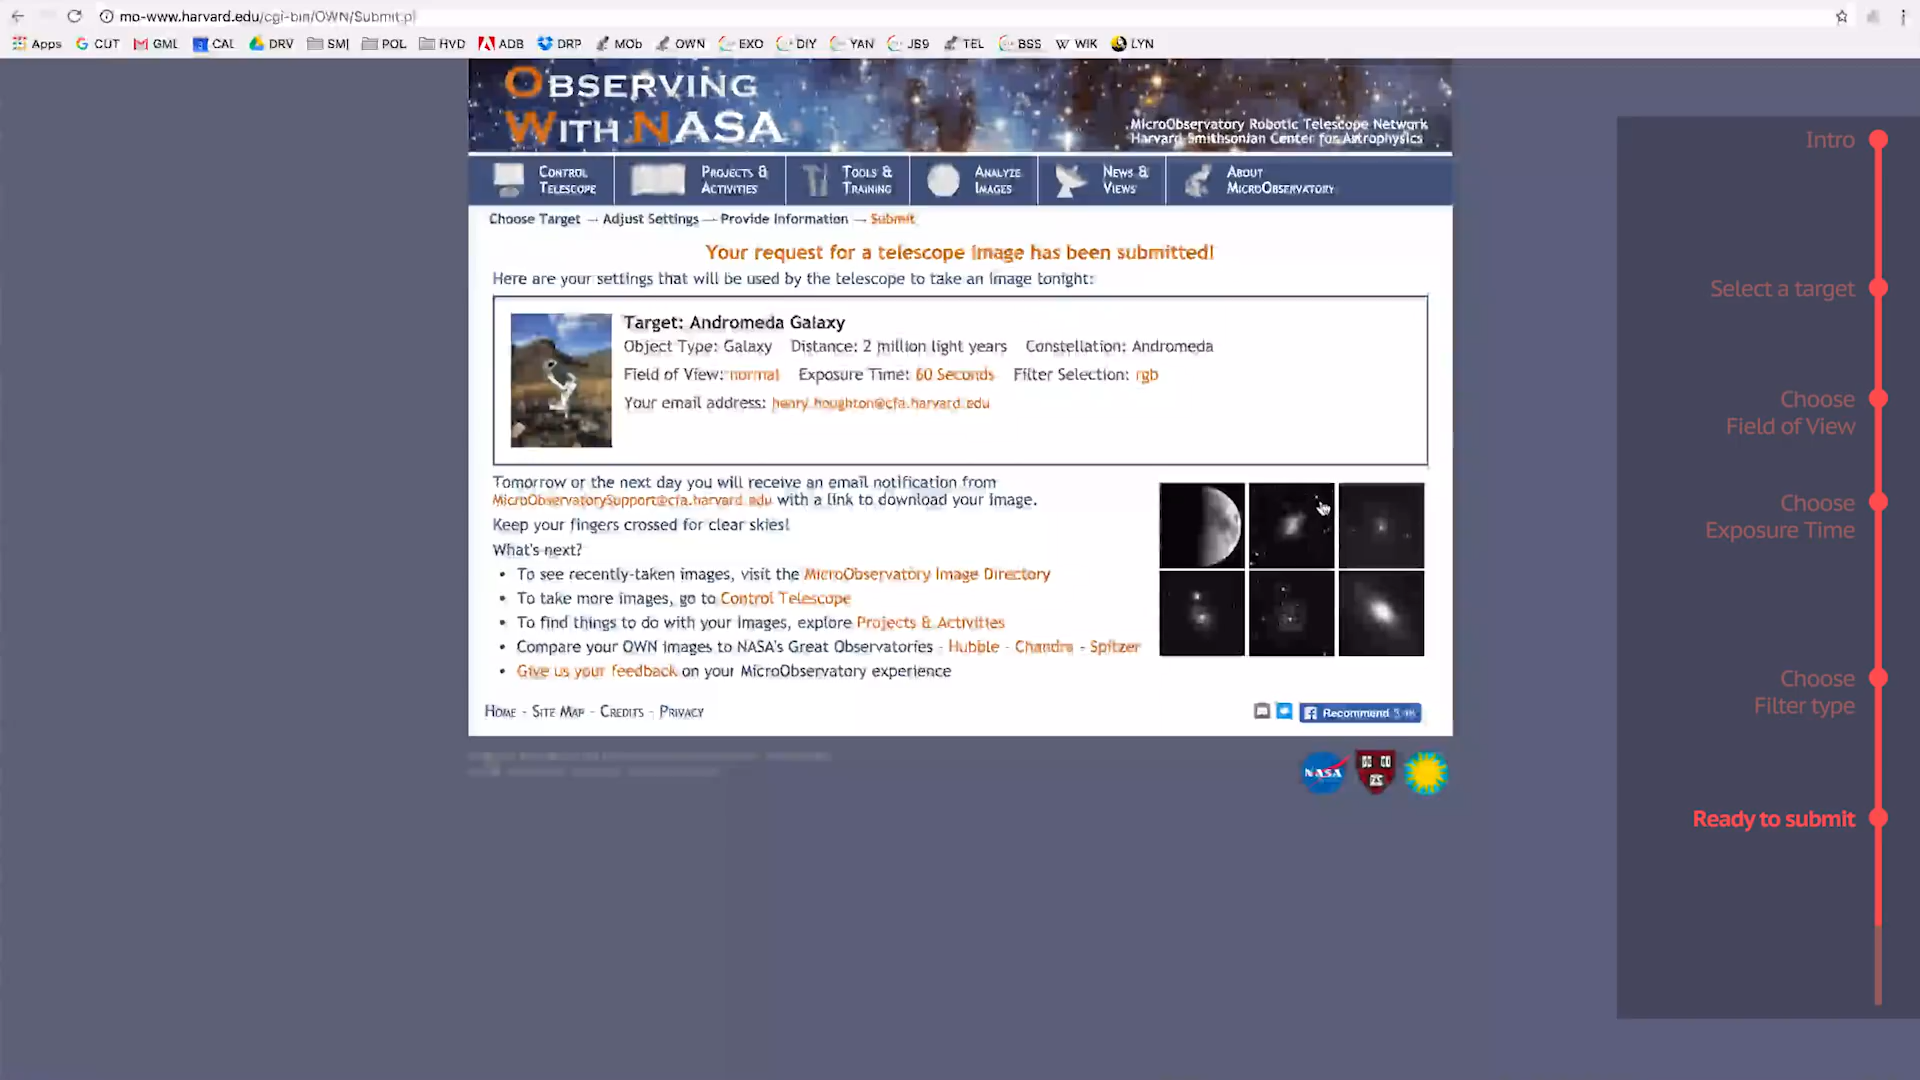 mo-www.harvard.edu/cgi-bin/OWN/Submit.pl
Apps CUT GML CAL DRV SMJ POL HVD ADB DRP MOb OWN EXO DIY YAN JS9 TEL BSS WIK LYN
OBSERVING
WITH NASA
MicroObservatory Robotic Telescope Network
Harvard-Smithsonian Center for Astrophysics
CONTROL
TELESCOPE
PROJECTS &
ACTIVITIES
TOOLS &
TRAINING
ANALYZE
IMAGES
NEWS &
VIEWS
ABOUT
MICROOBSERVATORY
Choose Target → Adjust Settings → Provide Information → Submit
Your request for a telescope image has been submitted!
Here are your settings that will be used by the telescope to take an image tonight:
Target: Andromeda Galaxy
Object Type: Galaxy Distance: 2 million light years Constellation: Andromeda
Field of View: normal Exposure Time: 60 Seconds Filter Selection: rgb
Your email address: henry.houghton@cfa.harvard.edu
Tomorrow or the next day you will receive an email notification from
MicroObservatorySupport@cfa.harvard.edu with a link to download your image.
Keep your fingers crossed for clear skies!
What's next?
• To see recently-taken images, visit the MicroObservatory Image Directory
• To take more images, go to Control Telescope
• To find things to do with your images, explore Projects & Activities
• Compare your OWN images to NASA's Great Observatories - Hubble - Chandra - Spitzer
• Give us your feedback on your MicroObservatory experience
HOME - SITE MAP - CREDITS - PRIVACY
Recommend
NASA
Intro
Select a target
Choose
Field of View
Choose
Exposure Time
Choose
Filter type
Ready to submit